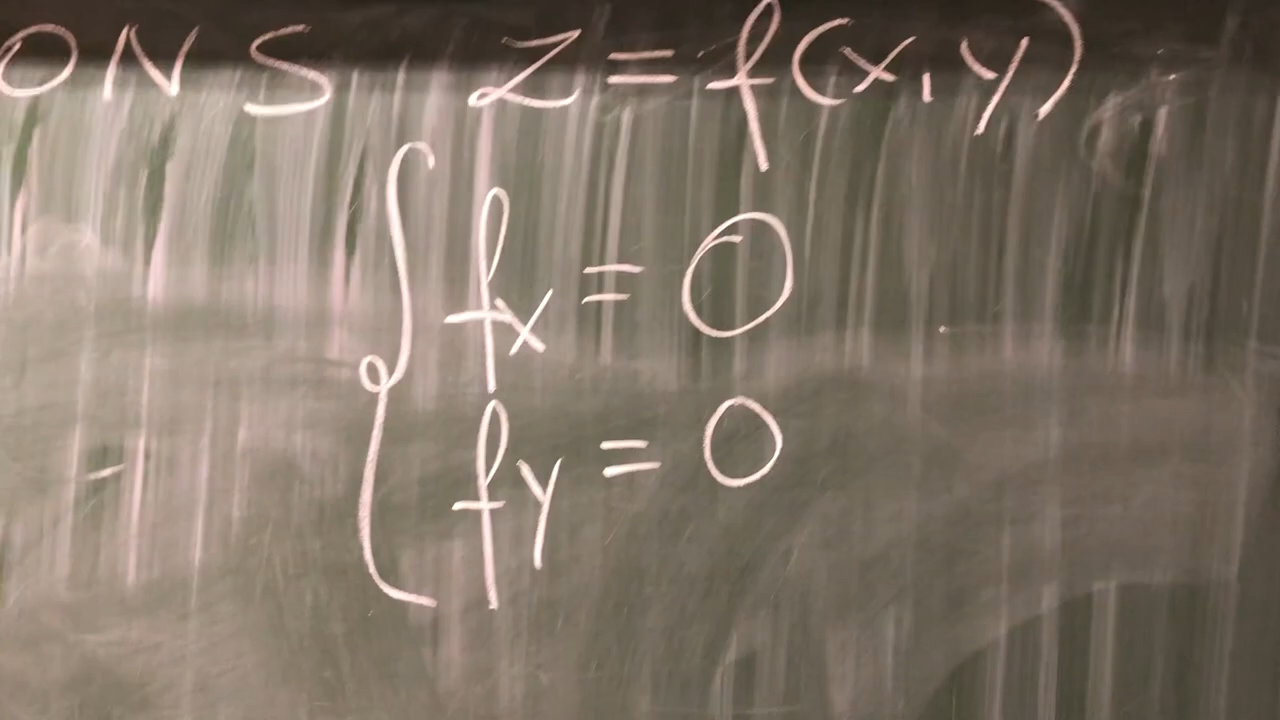 ONS z = f(x, y)
fx = 0
fy = 0